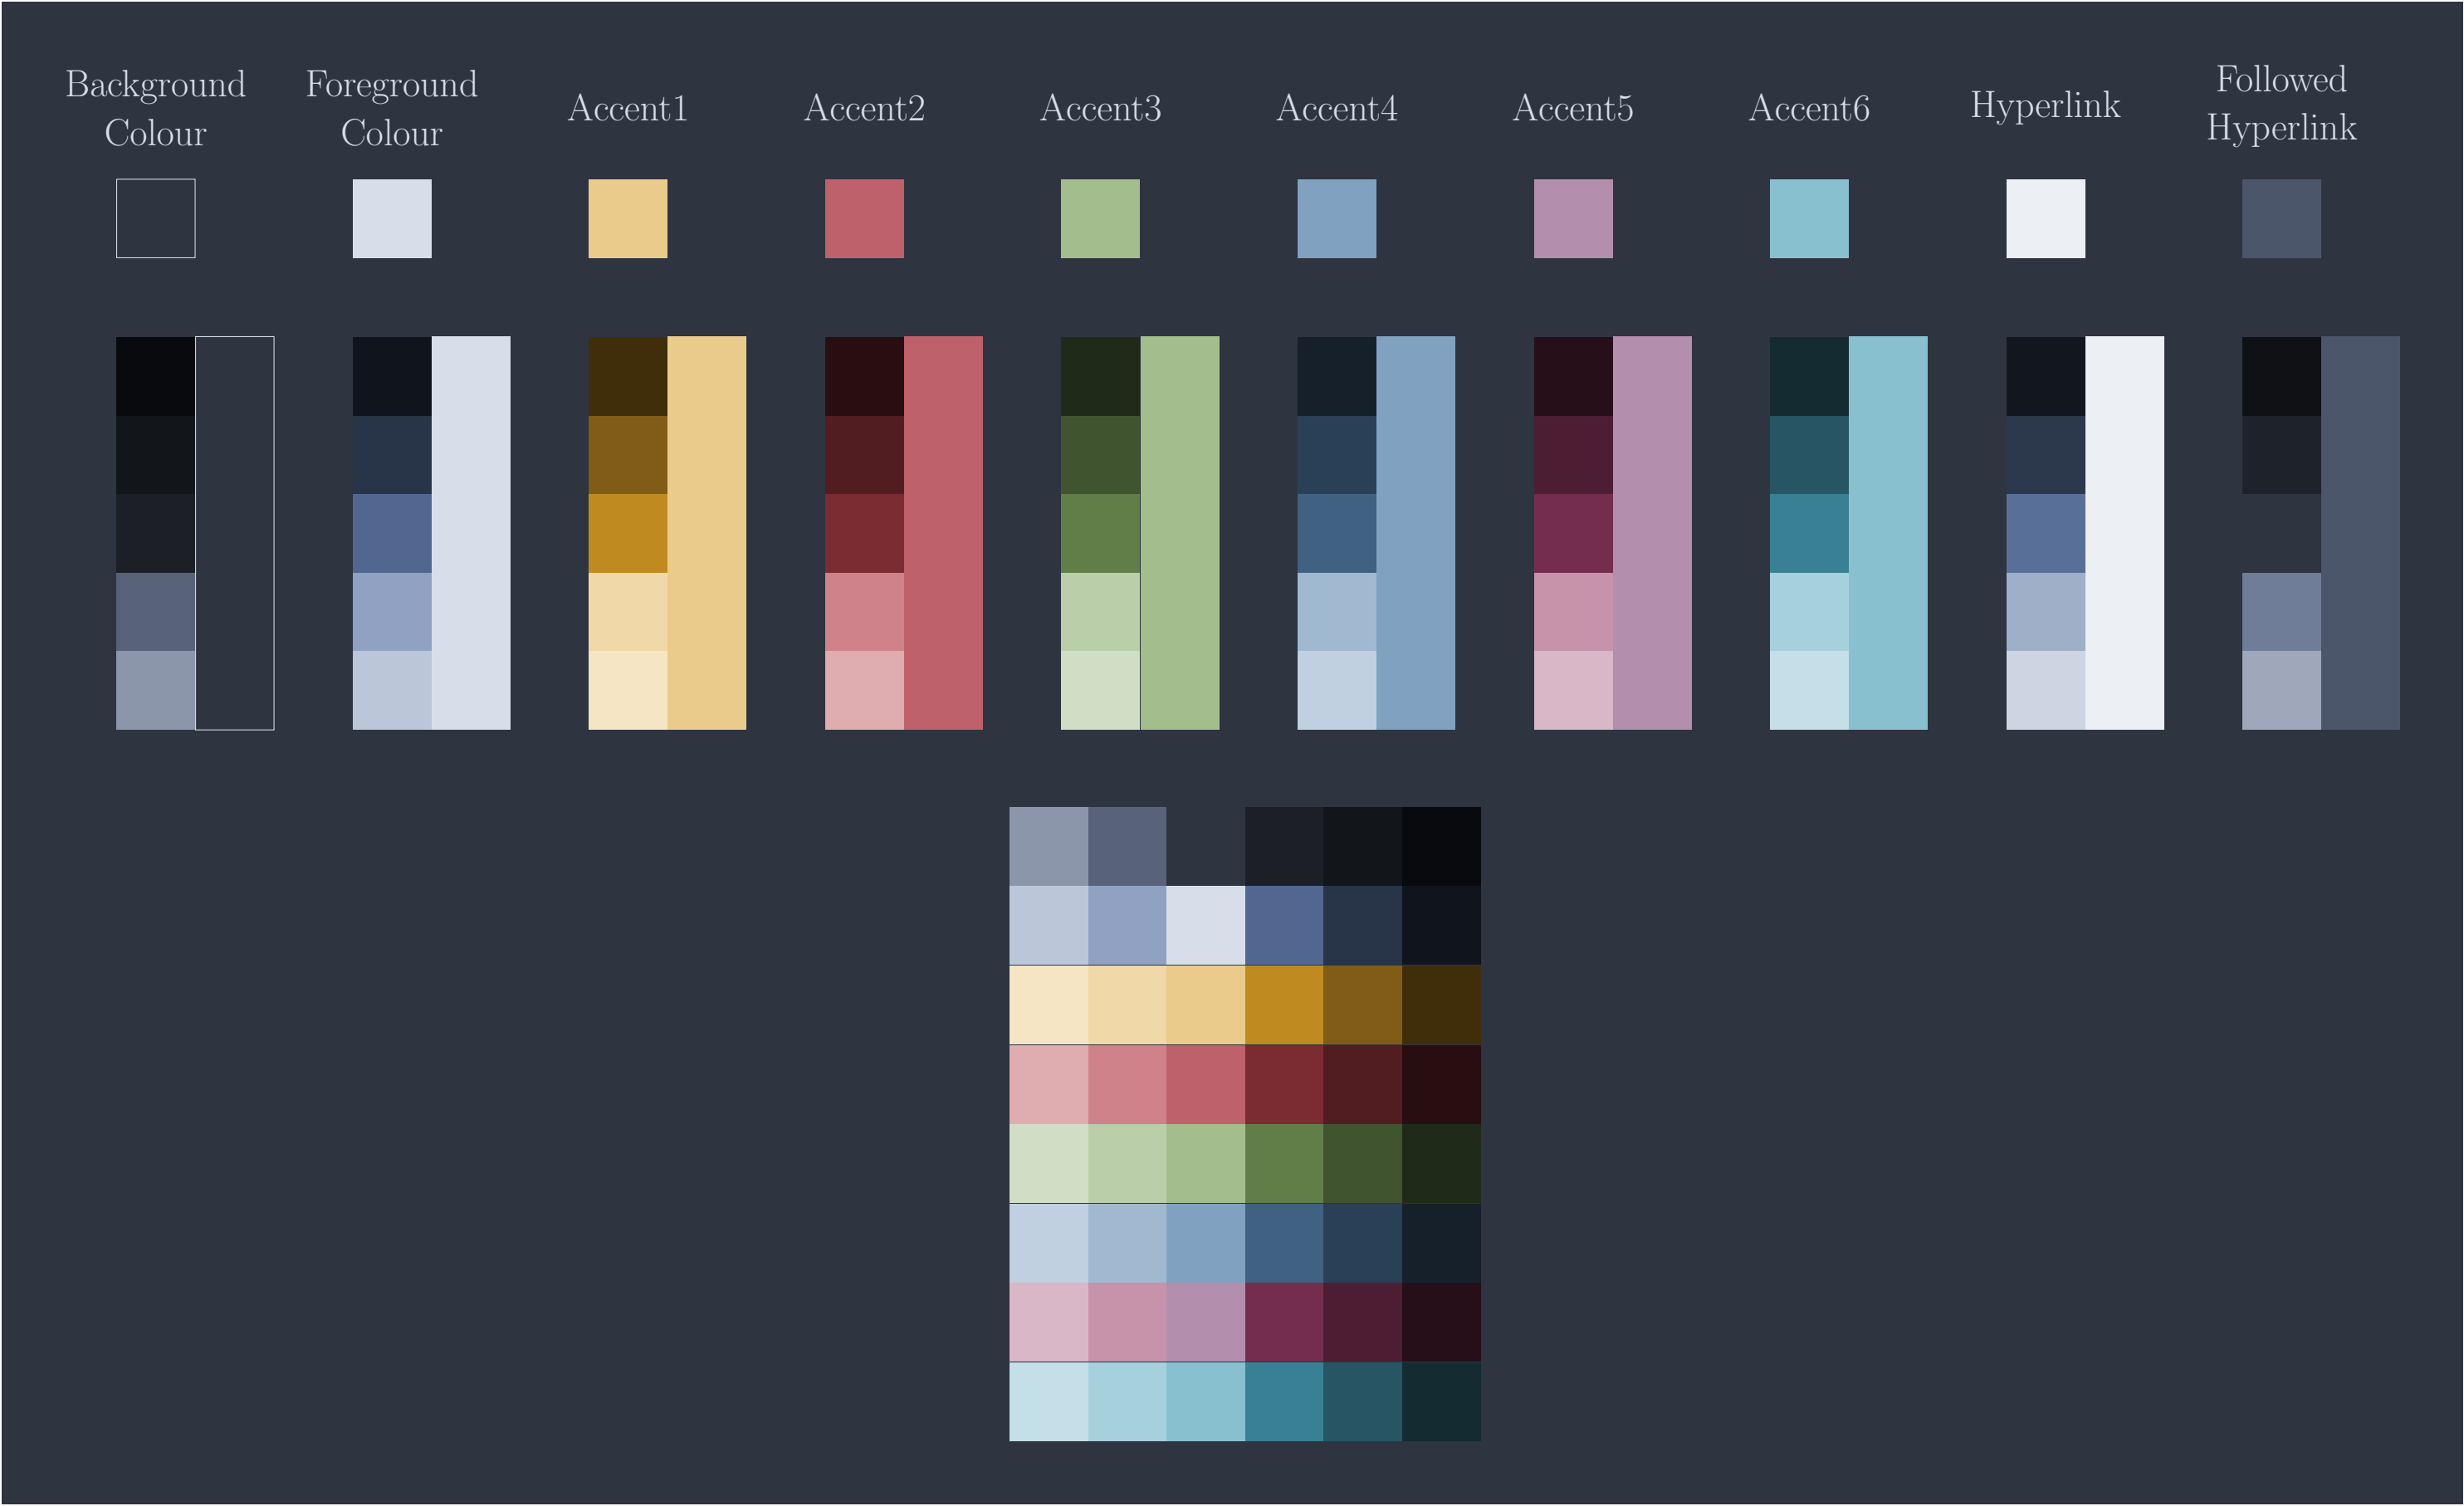 Background
Colour
Foreground
Colour
Accent1
Accent2
Accent3
Accent4
Accent5
Accent6
Hyperlink
Followed
Hyperlink